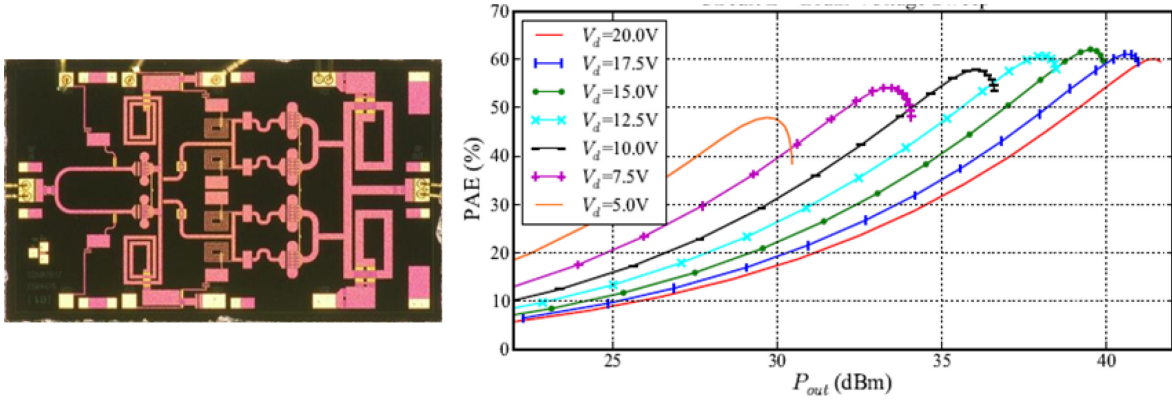 V_d=20.0V
V_d=17.5V
V_d=15.0V
V_d=12.5V
V_d=10.0V
V_d=7.5V
V_d=5.0V
PAE (%)
70
60
50
40
30
20
10
0
25
30
35
40
P_out (dBm)